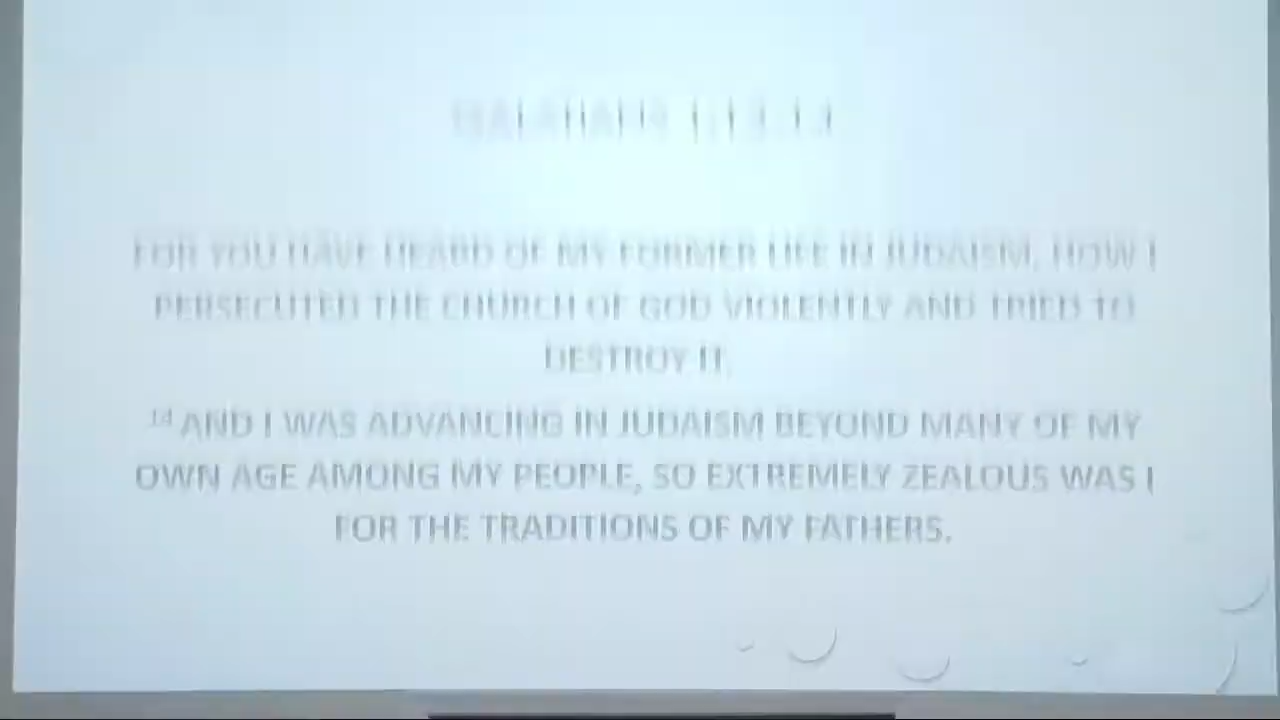 FOR YOU HAVE HEARD OF MY FORMER LIFE IN JUDAISM, HOW I
PERSECUTED THE CHURCH OF GOD VIOLENTLY AND TRIED TO
DESTROY IT.
14 AND I WAS ADVANCING IN JUDAISM BEYOND MANY OF MY
OWN AGE AMONG MY PEOPLE, SO EXTREMELY ZEALOUS WAS I
FOR THE TRADITIONS OF MY FATHERS.